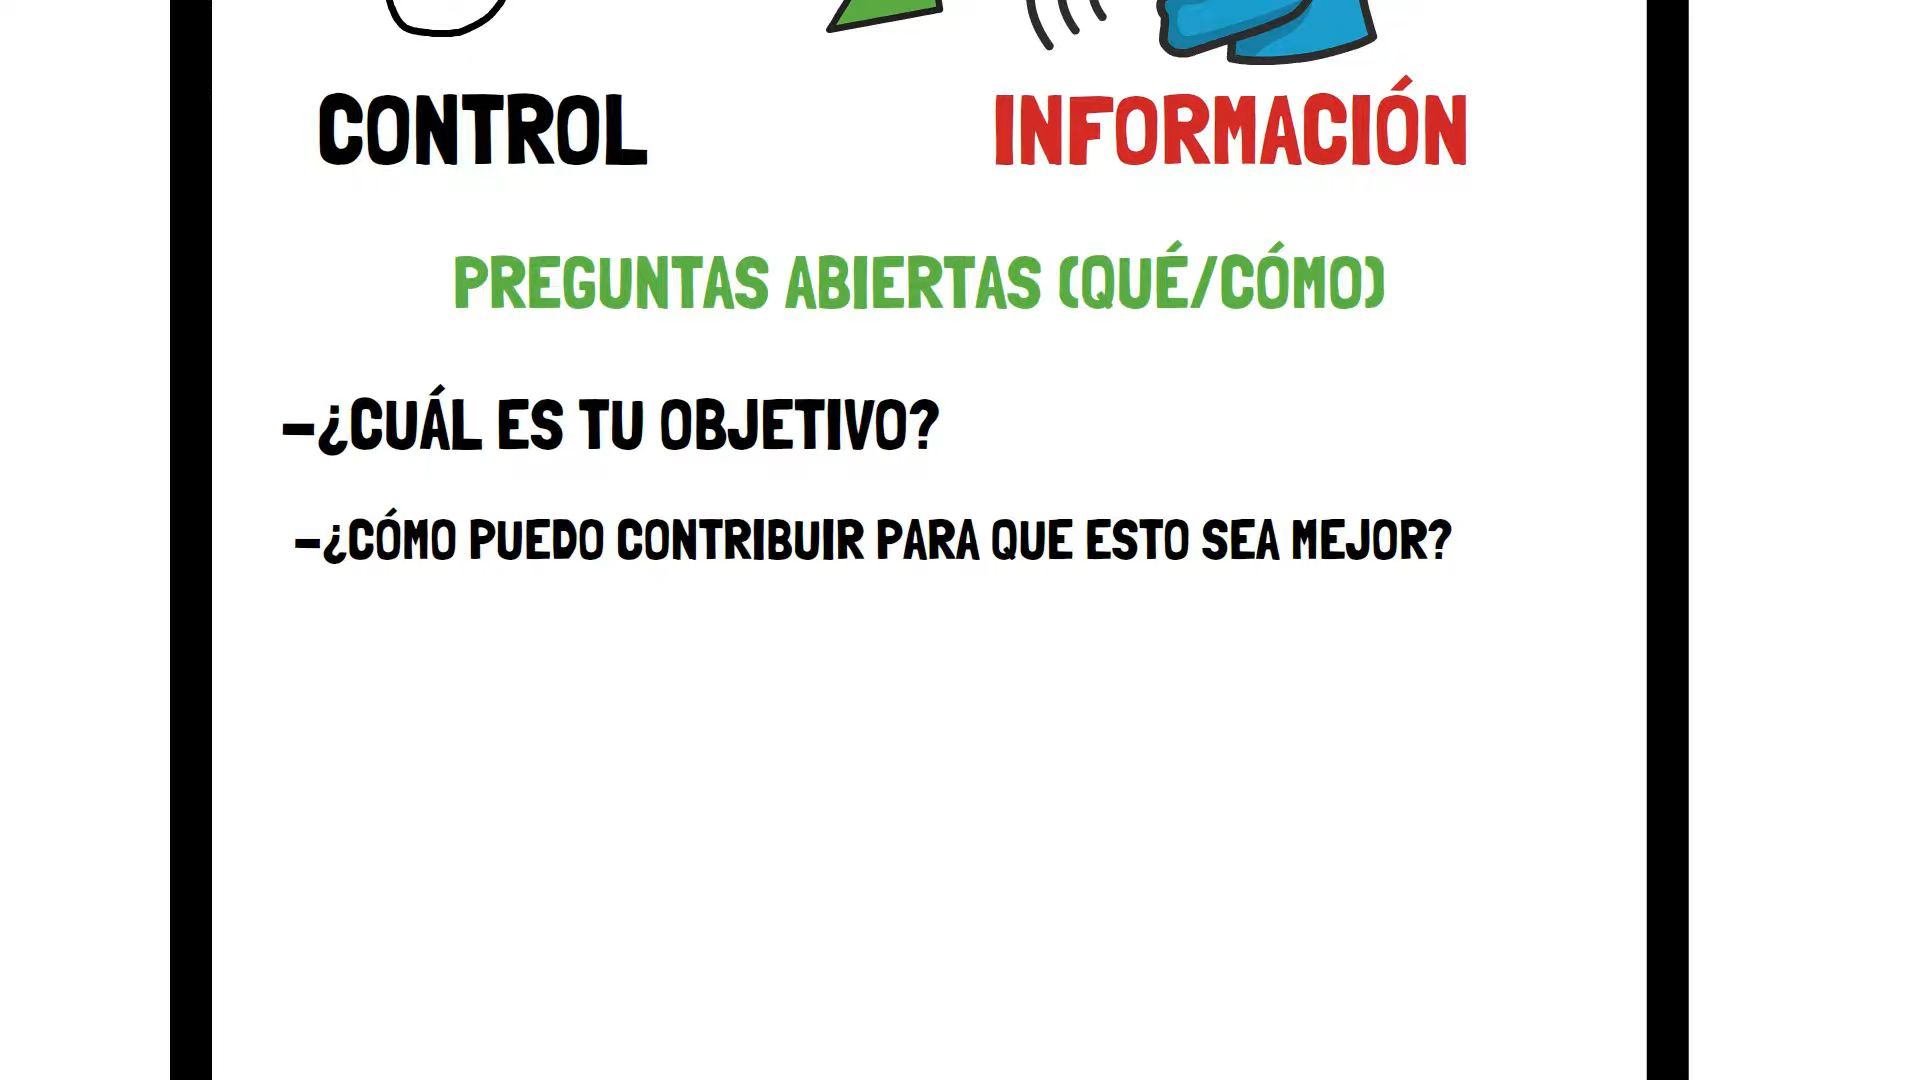 CONTROL
INFORMACIÓN
PREGUNTAS ABIERTAS (QUÉ/CÓMO)
-¿CUÁL ES TU OBJETIVO?
-¿CÓMO PUEDO CONTRIBUIR PARA QUE ESTO SEA MEJOR?